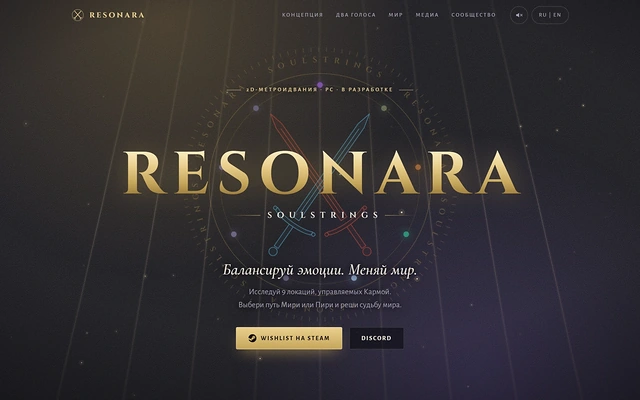 RESONARA
КОНЦЕПЦИЯ ДВА ГОЛОСА МИР МЕДИА СООБЩЕСТВО RU | EN
SOULSTRINGS
2D-МЕТРОИДВАНИЯ · PC · В РАЗРАБОТКЕ
RESONARA
SOULSTRINGS
Балансируй эмоции. Меняй мир.
Исследуй 9 локаций, управляемых Кармой.
Выбери путь Мири или Пири и реши судьбу мира.
WISHLIST НА STEAM DISCORD